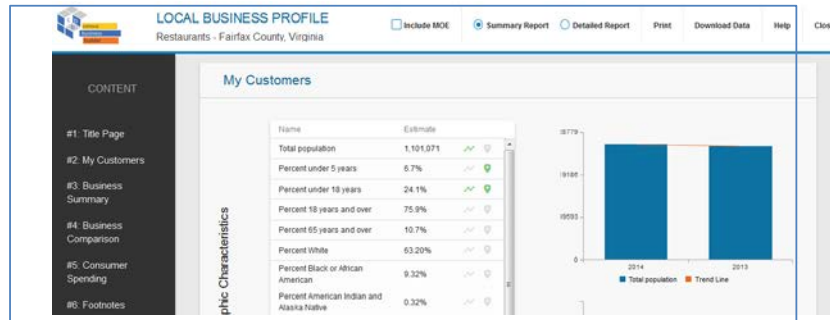 LOCAL BUSINESS PROFILE
Restaurants - Fairfax County, Virginia
Include MOE
Summary Report
Detailed Report
Print
Download Data
Help
Clos
CONTENT
#1: Title Page
#2: My Customers
#3: Business
Summary
#4: Business
Comparison
#5: Consumer
Spending
#6: Footnotes
My Customers
phic Characteristics
Name Estimate
Total population 1,101,071
Percent under 5 years 6.7%
Percent under 18 years 24.1%
Percent 18 years and over 75.9%
Percent 65 years and over 10.7%
Percent White 63.20%
Percent Black or African
American 9.32%
Percent American Indian and
Alaska Native 0.32%
0
2014 2013
Total population Trend Line